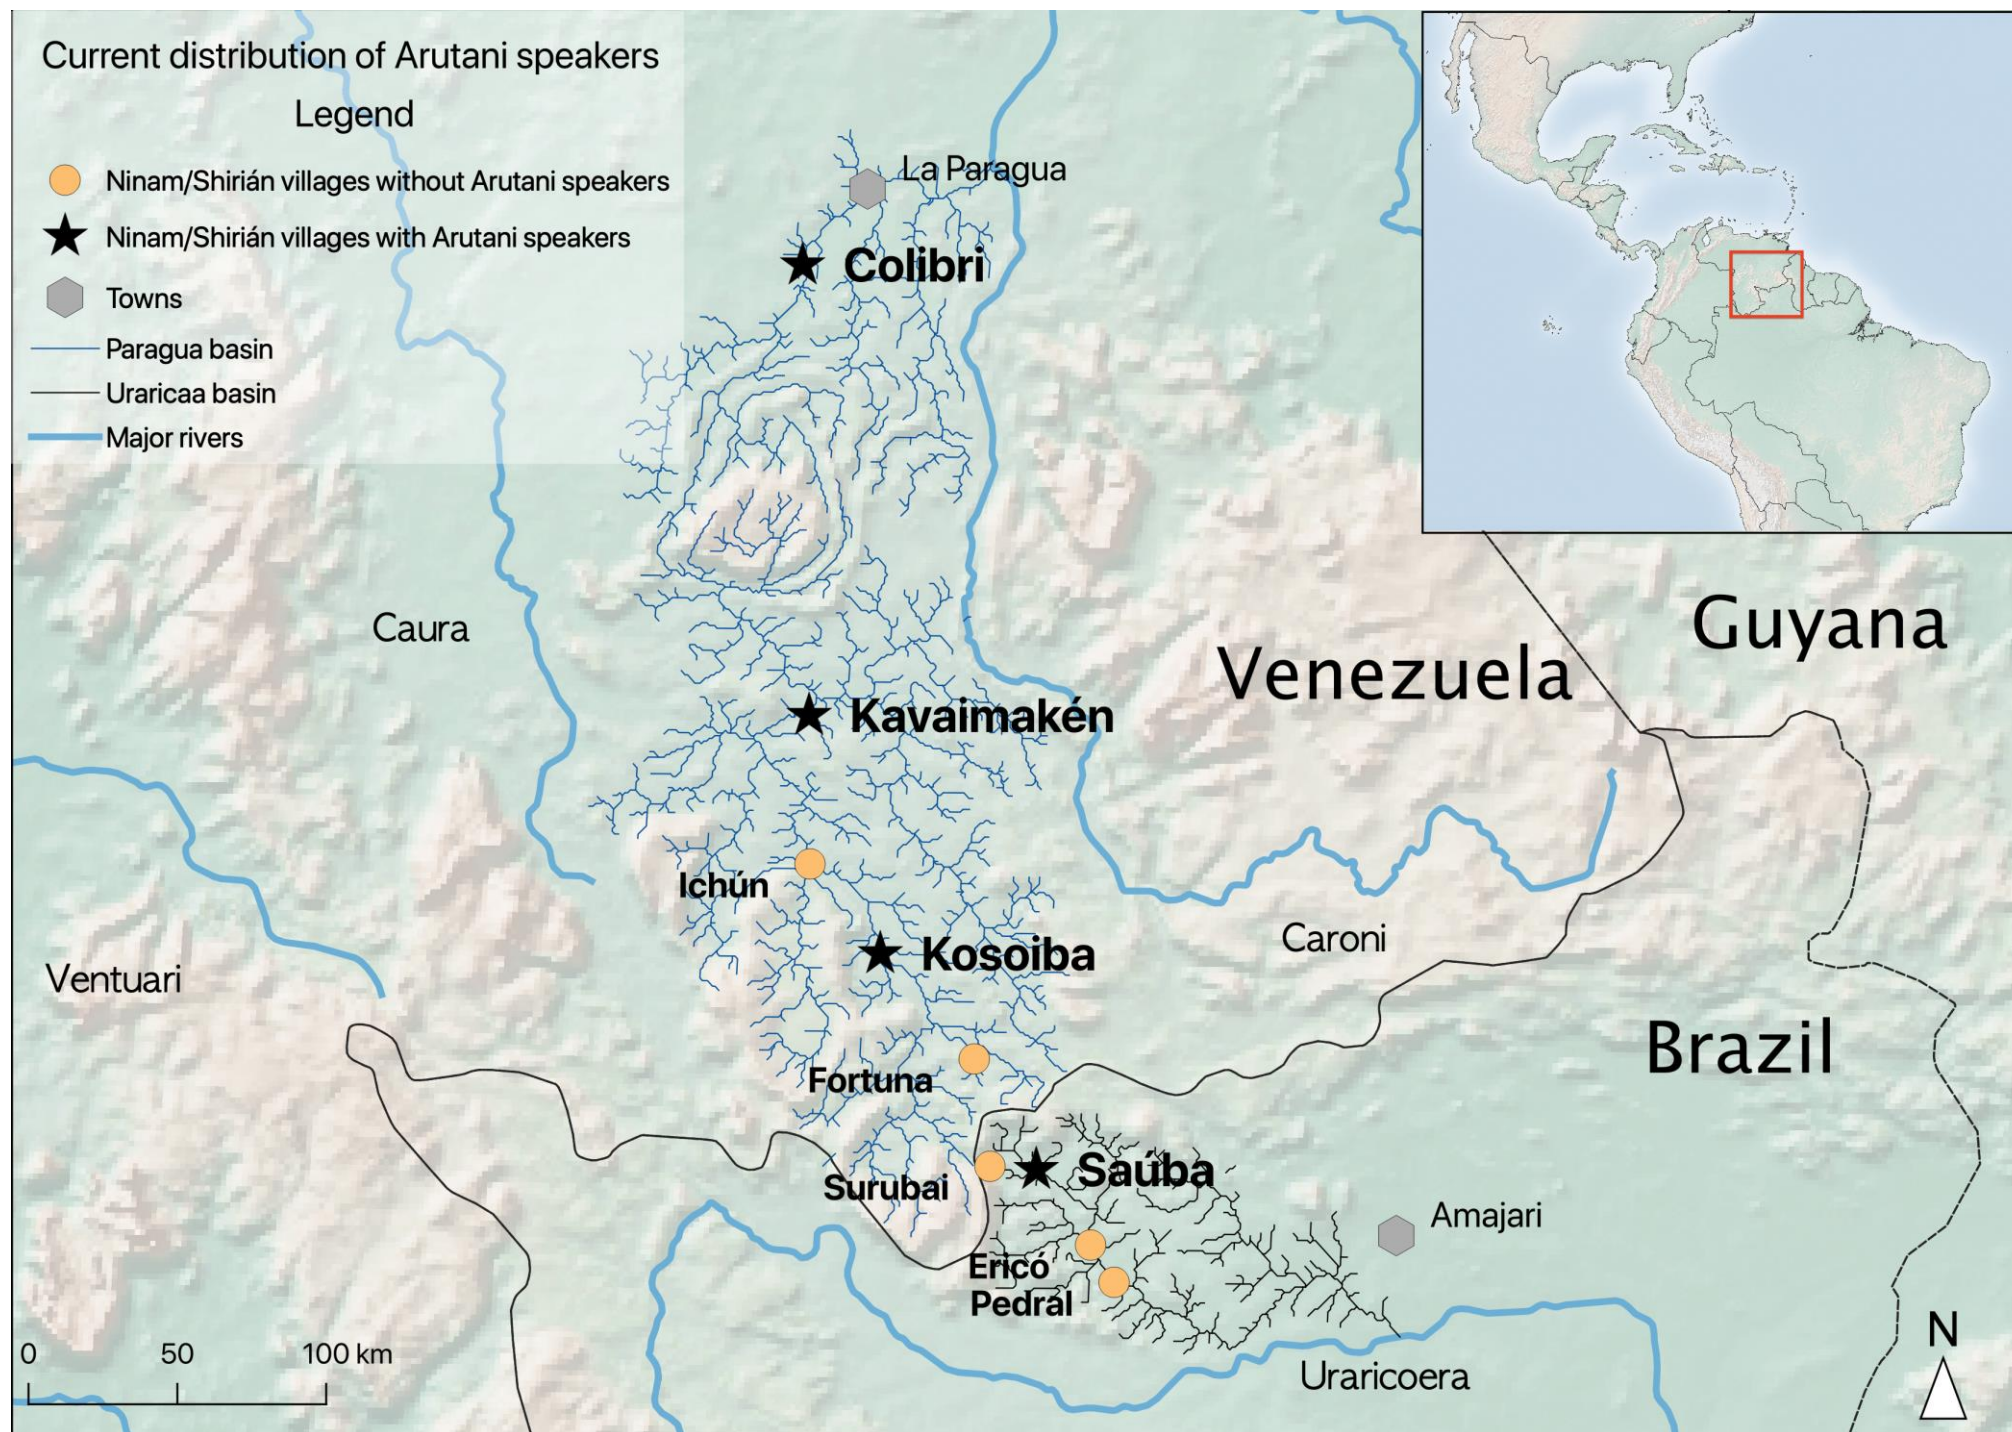 Current distribution of Arutani speakers
Legend
Ninam/Shirián villages without Arutani speakers
Ninam/Shirián villages with Arutani speakers
Towns
Paragua basin
Uraricaa basin
Major rivers
La Paragua
Colibri
Caura
Guyana
Venezuela
Kavaimakén
Ichún
Caroni
Kosoiba
Ventuari
Brazil
Fortuna
Saúba
Surubai
Amajari
Ericó
Pedral
Uraricoera
0 50 100 km
N